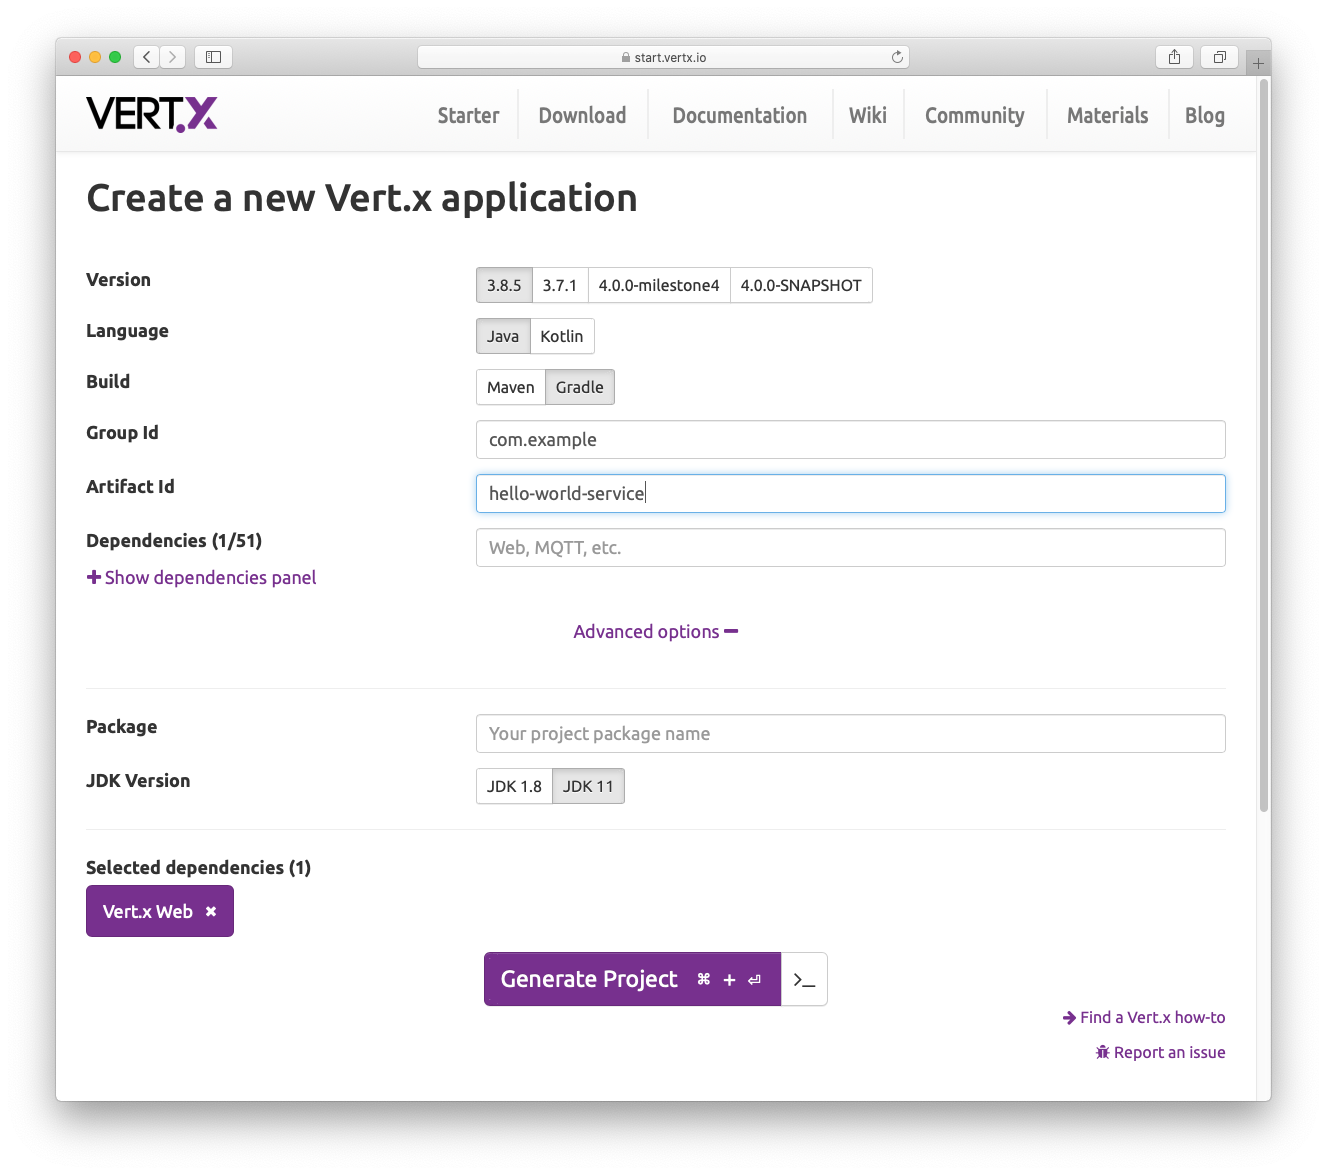 start.vertx.io
VERT.X
Starter
Download
Documentation
Wiki
Community
Materials
Blog
Create a new Vert.x application
Version
3.8.5
3.7.1
4.0.0-milestone4
4.0.0-SNAPSHOT
Language
Java
Kotlin
Build
Maven
Gradle
Group Id
com.example
Artifact Id
hello-world-service
Dependencies (1/51)
Web, MQTT, etc.
Show dependencies panel
Advanced options
Package
Your project package name
JDK Version
JDK 1.8
JDK 11
Selected dependencies (1)
Vert.x Web
Generate Project ⌘ + ⏎
>_
Find a Vert.x how-to
Report an issue